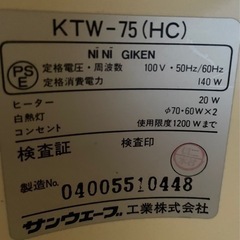 KTW-75(HC)
NiNi GIKEN
PSE
定格電圧・周波数 100V・50Hz/60Hz
定格消費電力 140W
ヒーター 20W
白熱灯 φ70・60W×2
コンセント 使用限度1200Wまで
検査証 検査印
製造No. 04005510448
サンウエーブ工業株式会社